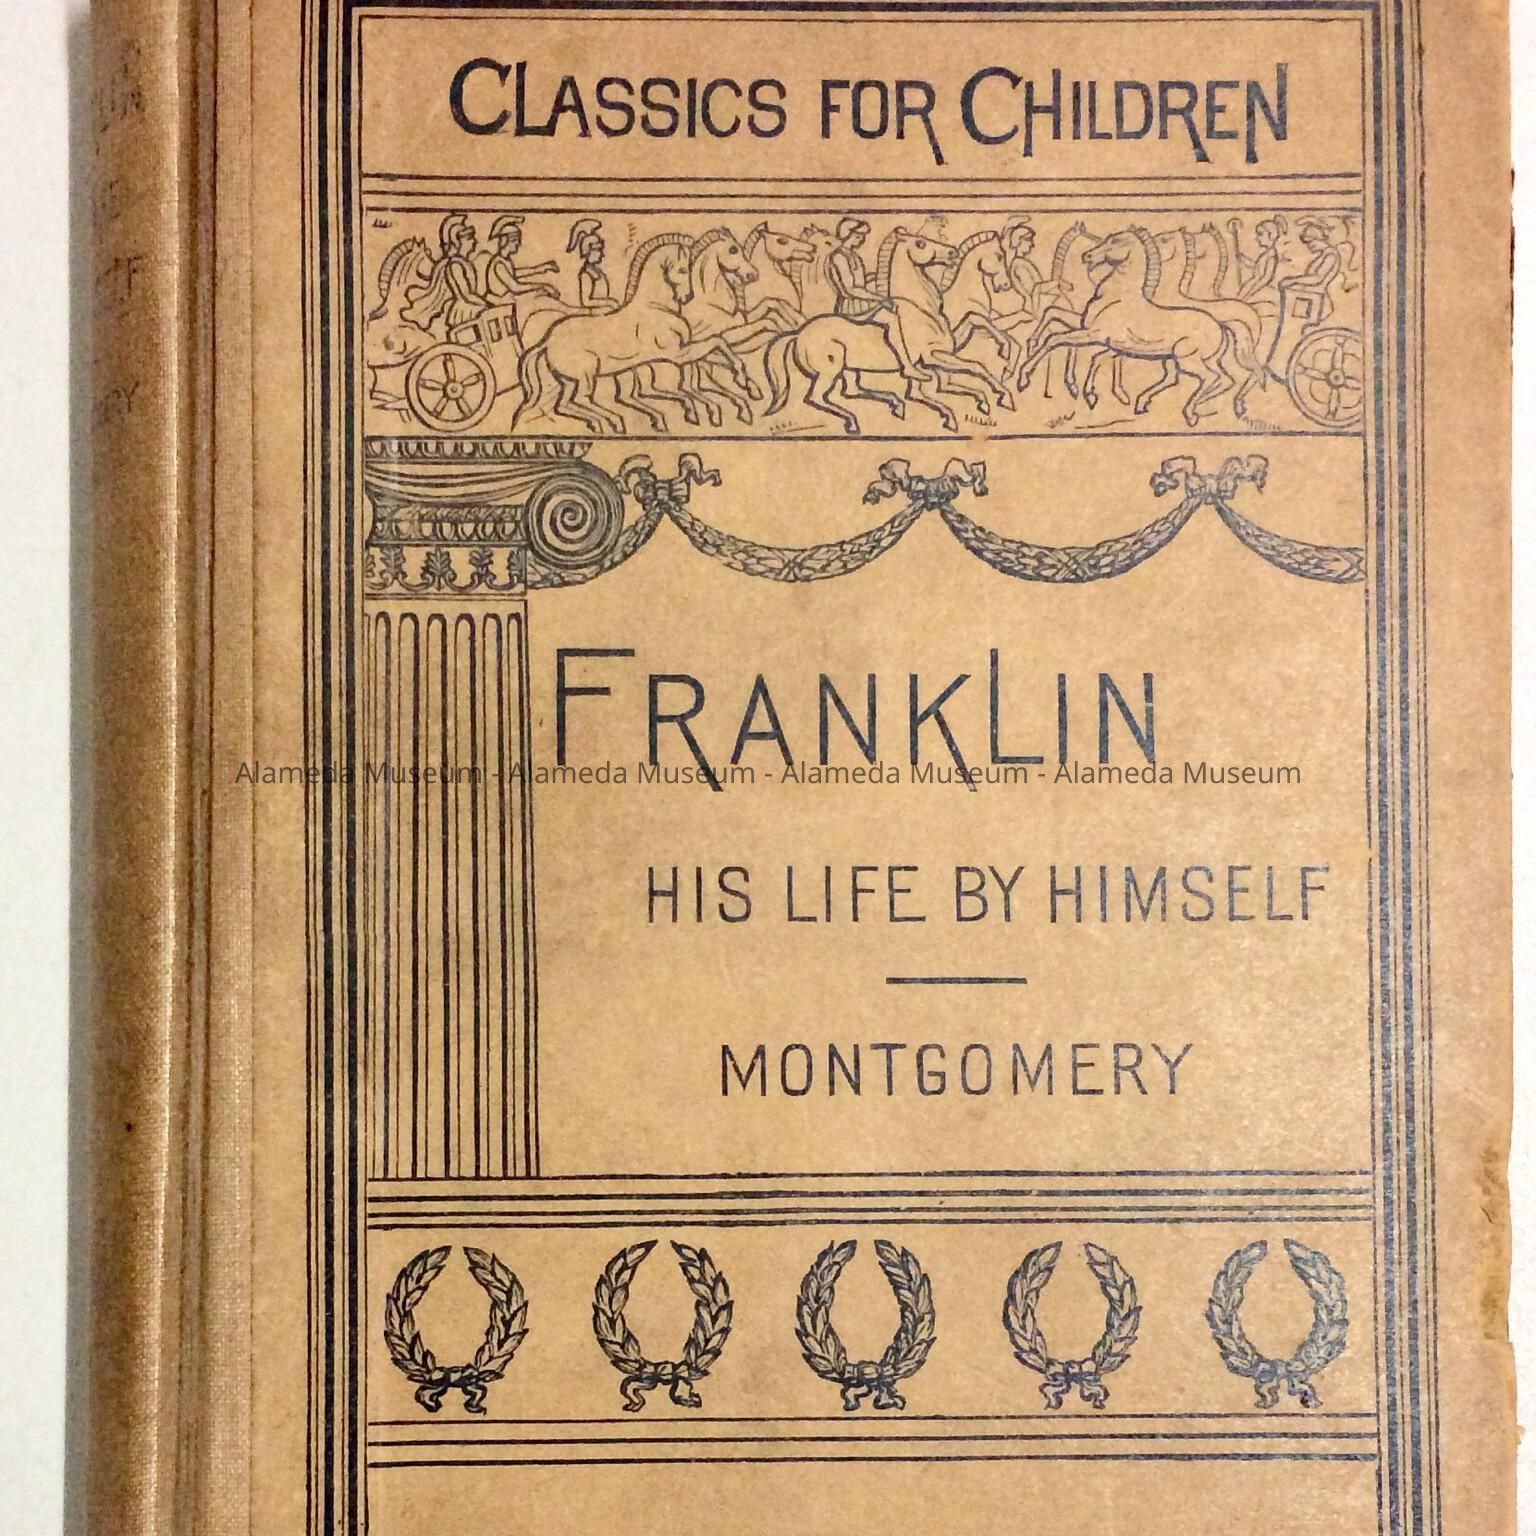 CLASSICS FOR CHILDREN
FRANKLIN
Alameda Museum - Alameda Museum - Alameda Museum - Alameda Museum
HIS LIFE BY HIMSELF
MONTGOMERY